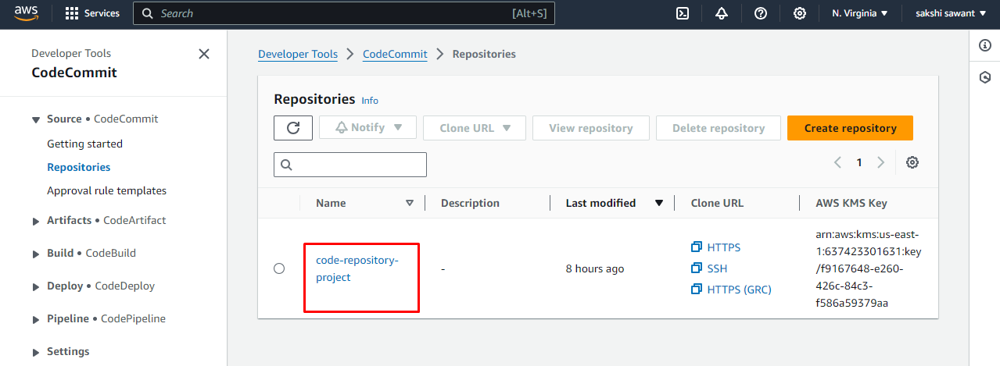 aws
Services
Search
[Alt+S]
N. Virginia
sakshi sawant
Developer Tools
CodeCommit
Source • CodeCommit
Getting started
Repositories
Approval rule templates
Artifacts • CodeArtifact
Build • CodeBuild
Deploy • CodeDeploy
Pipeline • CodePipeline
Settings
Developer Tools
CodeCommit
Repositories
Repositories Info
Notify
Clone URL
View repository
Delete repository
Create repository
1
Name
Description
Last modified
Clone URL
AWS KMS Key
code-repository-
project
-
8 hours ago
HTTPS
SSH
HTTPS (GRC)
arn:aws:kms:us-east-
1:637423301631:key
/f9167648-e260-
426c-84c3-
f586a59379aa